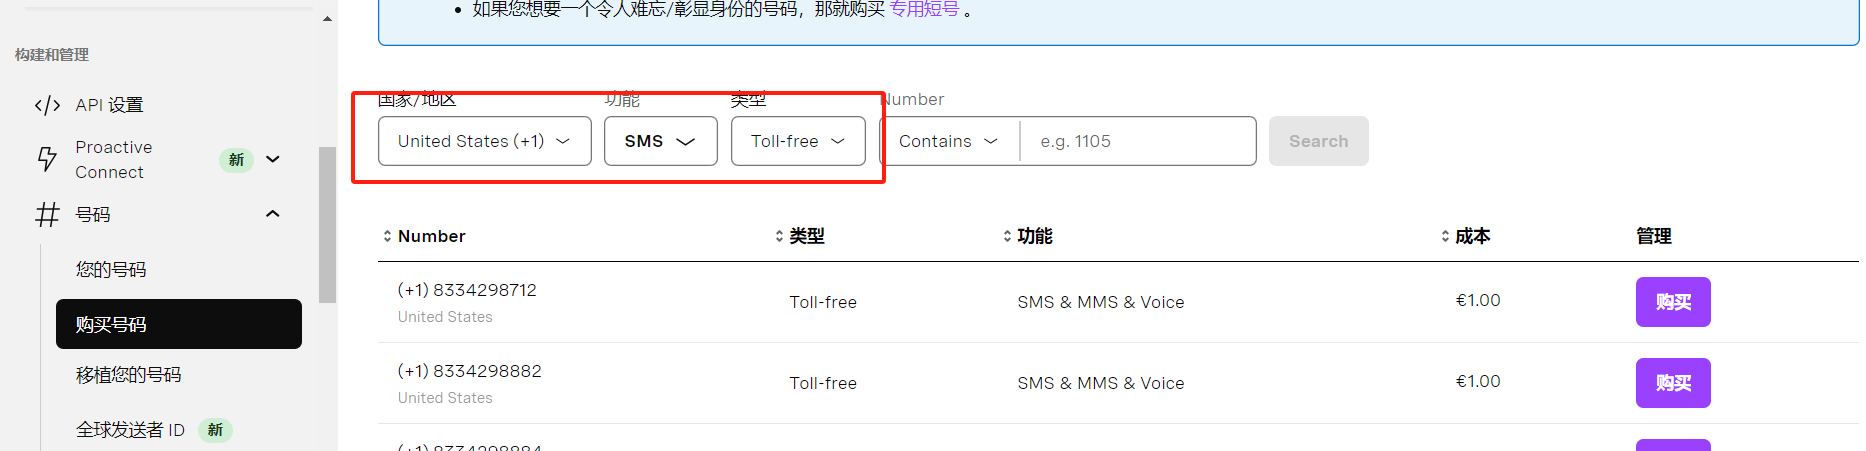 如果您想要一个令人难忘/彰显身份的号码，那就购买 专用短号 。
构建和管理
API 设置
Proactive
Connect
新
号码
您的号码
购买号码
移植您的号码
全球发送者 ID 新
国家/地区 功能 类型 Number
United States (+1) SMS Toll-free Contains e.g. 1105 Search
Number 类型 功能 成本 管理
(+1) 8334298712
United States
Toll-free SMS & MMS & Voice €1.00 购买
(+1) 8334298882
United States
Toll-free SMS & MMS & Voice €1.00 购买
(+1) 8334298884